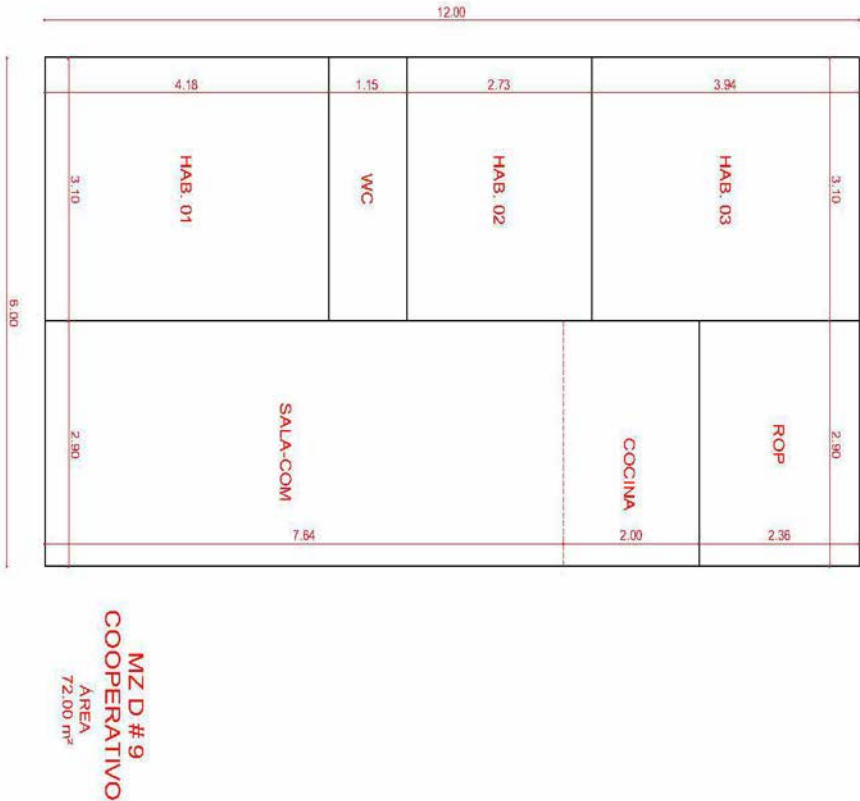 12.00
4.18
1.15
2.73
3.94
HAB. 01
WC
HAB. 02
HAB. 03
3.10
3.10
6.00
SALA-COM
COCINA
ROP
2.90
2.90
7.64
2.00
2.36
MZ D # 9
COOPERATIVO
ÁREA
72.00 m²